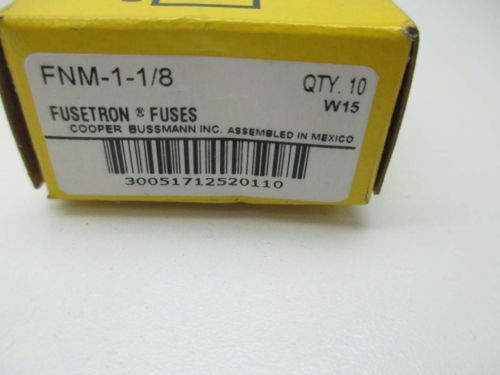 FNM-1-1/8
QTY. 10
W15
FUSETRON ® FUSES
COOPER BUSSMANN INC. ASSEMBLED IN MEXICO
30051712520110